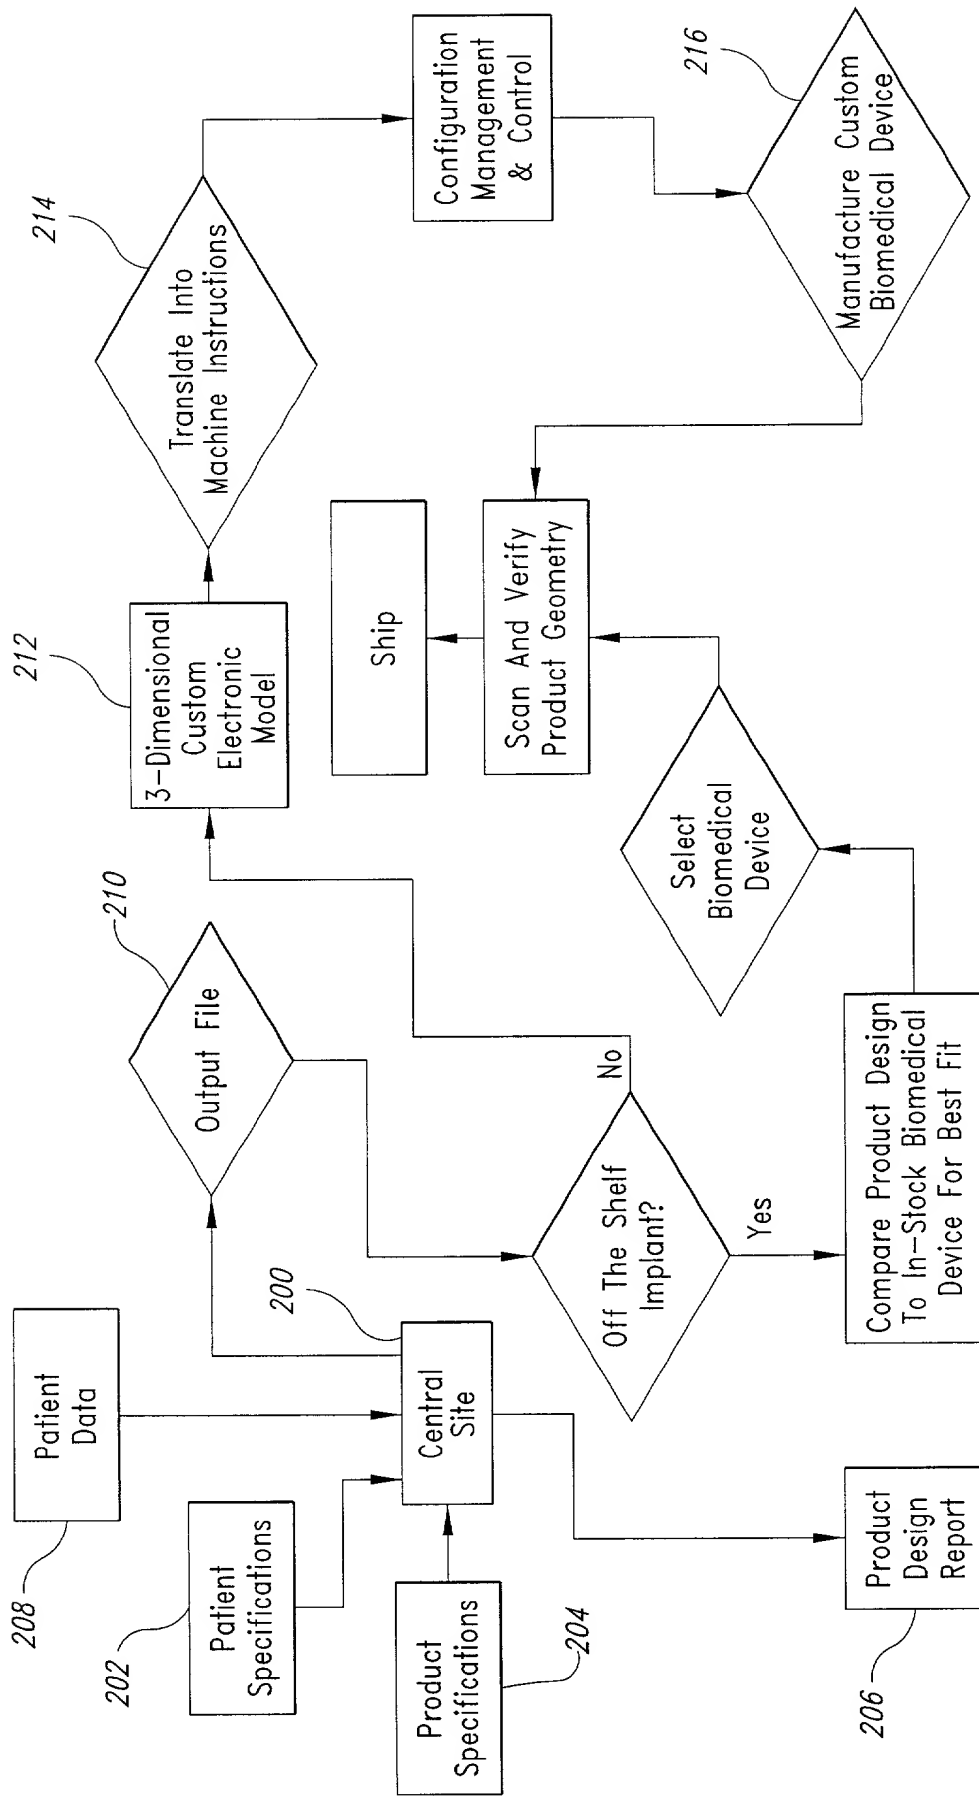 208
Patient
Data
202
Patient
Specifications
Product
Specifications
204
200
Central
Site
206
Product
Design
Report
210
Output File
Off The Shelf
Implant?
No
Yes
Compare Product Design
To In-Stock Biomedical
Device For Best Fit
Select
Biomedical
Device
212
3-Dimensional
Custom
Electronic
Model
214
Translate Into
Machine Instructions
Configuration
Management
& Control
216
Manufacture Custom
Biomedical Device
Scan And Verify
Product Geometry
Ship